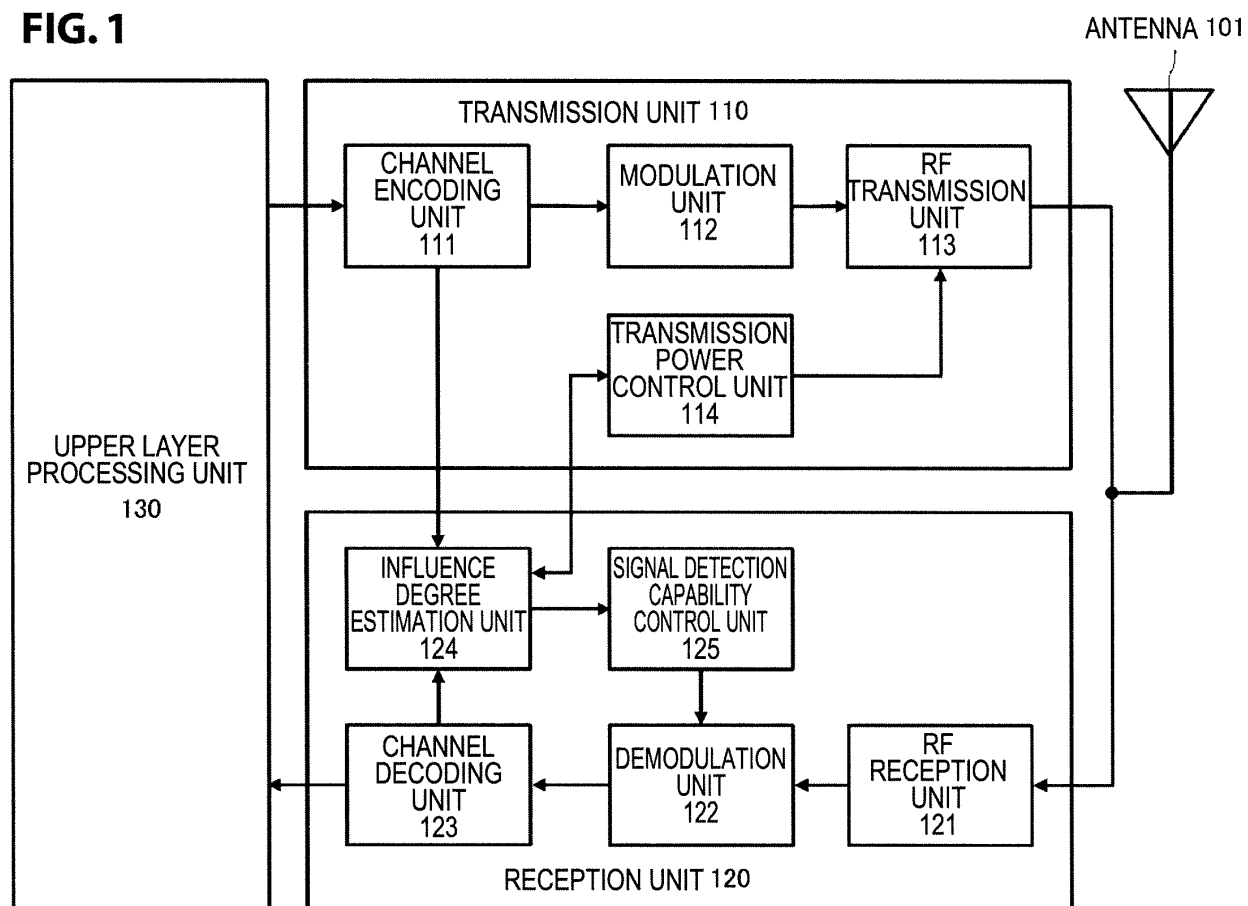 FIG. 1
ANTENNA 101
TRANSMISSION UNIT 110
CHANNEL
ENCODING
UNIT
111
MODULATION
UNIT
112
RF
TRANSMISSION
UNIT
113
TRANSMISSION
POWER
CONTROL UNIT
114
UPPER LAYER
PROCESSING UNIT
130
INFLUENCE
DEGREE
ESTIMATION UNIT
124
SIGNAL DETECTION
CAPABILITY
CONTROL UNIT
125
CHANNEL
DECODING
UNIT
123
DEMODULATION
UNIT
122
RF
RECEPTION
UNIT
121
RECEPTION UNIT 120